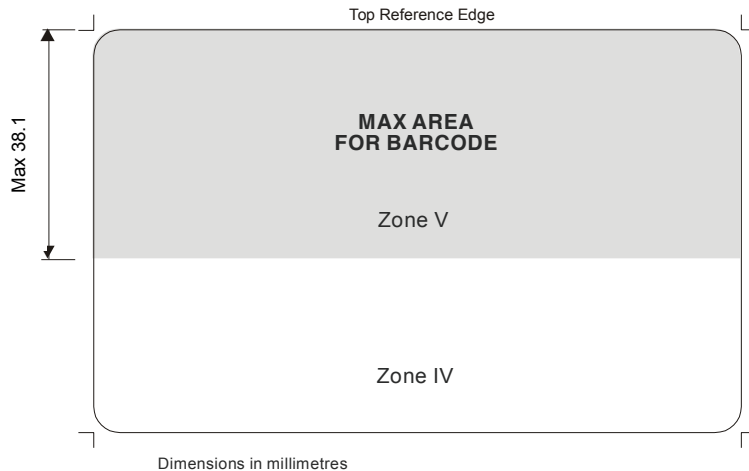 Top Reference Edge
Max 38.1
MAX AREA
FOR BARCODE
Zone V
Zone IV
Dimensions in millimetres